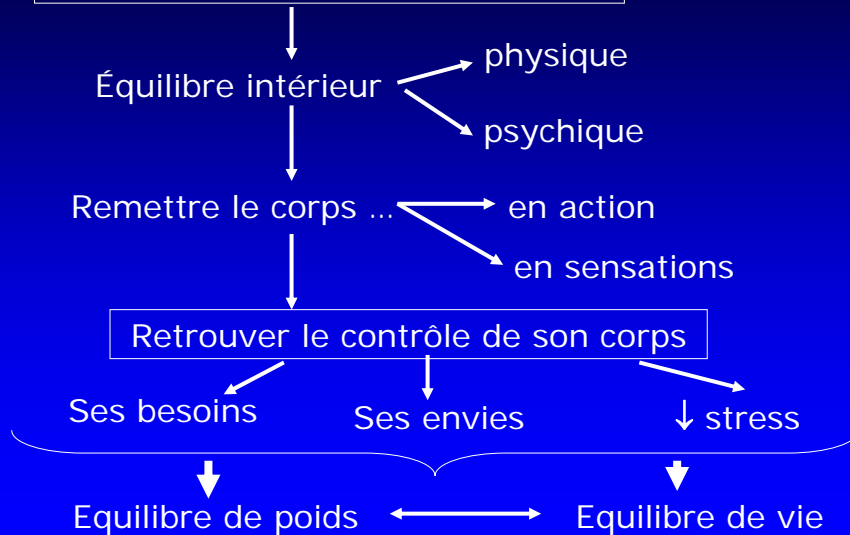 physique
Équilibre intérieur
psychique
Remettre le corps ... en action
en sensations
Retrouver le contrôle de son corps
Ses besoins Ses envies ↓ stress
Equilibre de poids Equilibre de vie